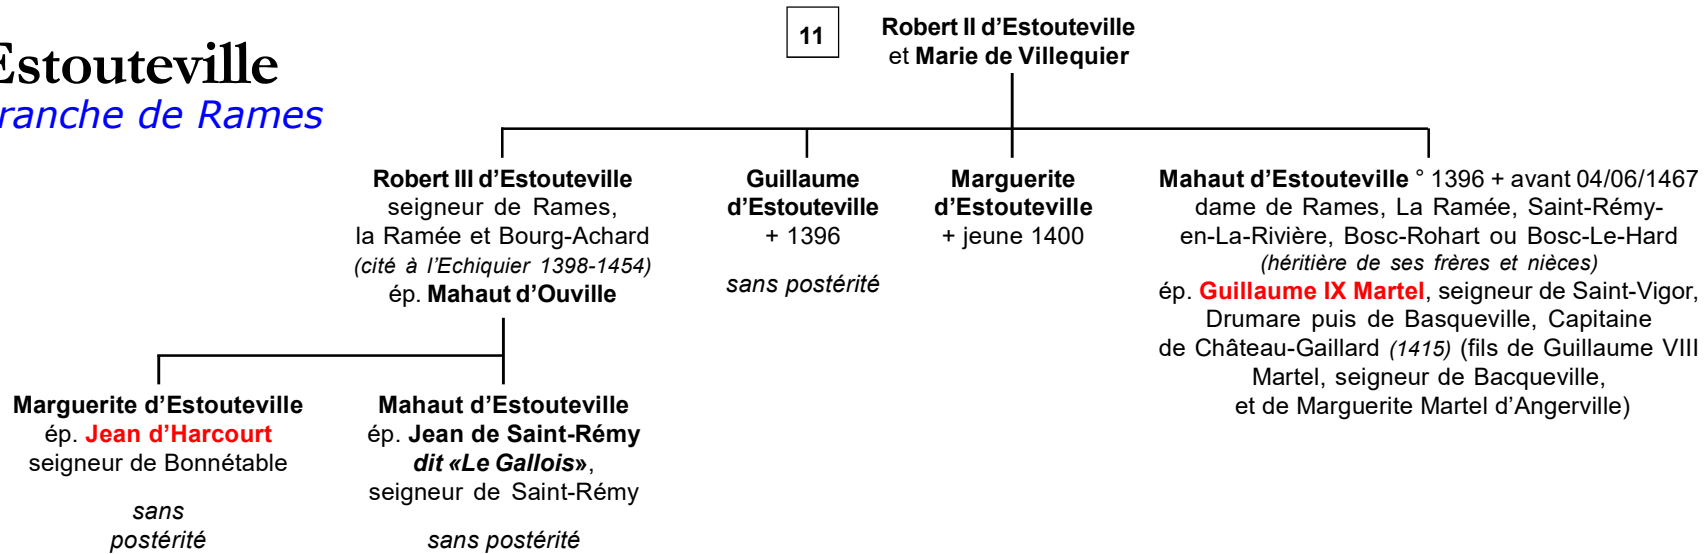 Estouteville
ranche de Rames
11
Robert II d’Estouteville
et Marie de Villequier
Robert III d’Estouteville
seigneur de Rames,
la Ramée et Bourg-Achard
(cité à l’Echiquier 1398-1454)
ép. Mahaut d’Ouville
Guillaume
d’Estouteville
+ 1396
sans postérité
Marguerite
d’Estouteville
+ jeune 1400
Mahaut d’Estouteville ° 1396 + avant 04/06/1467
dame de Rames, La Ramée, Saint-Rémy-
en-La-Rivière, Bosc-Rohart ou Bosc-Le-Hard
(héritière de ses frères et nièces)
ép. Guillaume IX Martel, seigneur de Saint-Vigor,
Drumare puis de Basqueville, Capitaine
de Château-Gaillard (1415) (fils de Guillaume VIII
Martel, seigneur de Bacqueville,
et de Marguerite Martel d’Angerville)
Marguerite d’Estouteville
ép. Jean d’Harcourt
seigneur de Bonnétable
sans
postérité
Mahaut d’Estouteville
ép. Jean de Saint-Rémy
dit «Le Gallois»,
seigneur de Saint-Rémy
sans postérité